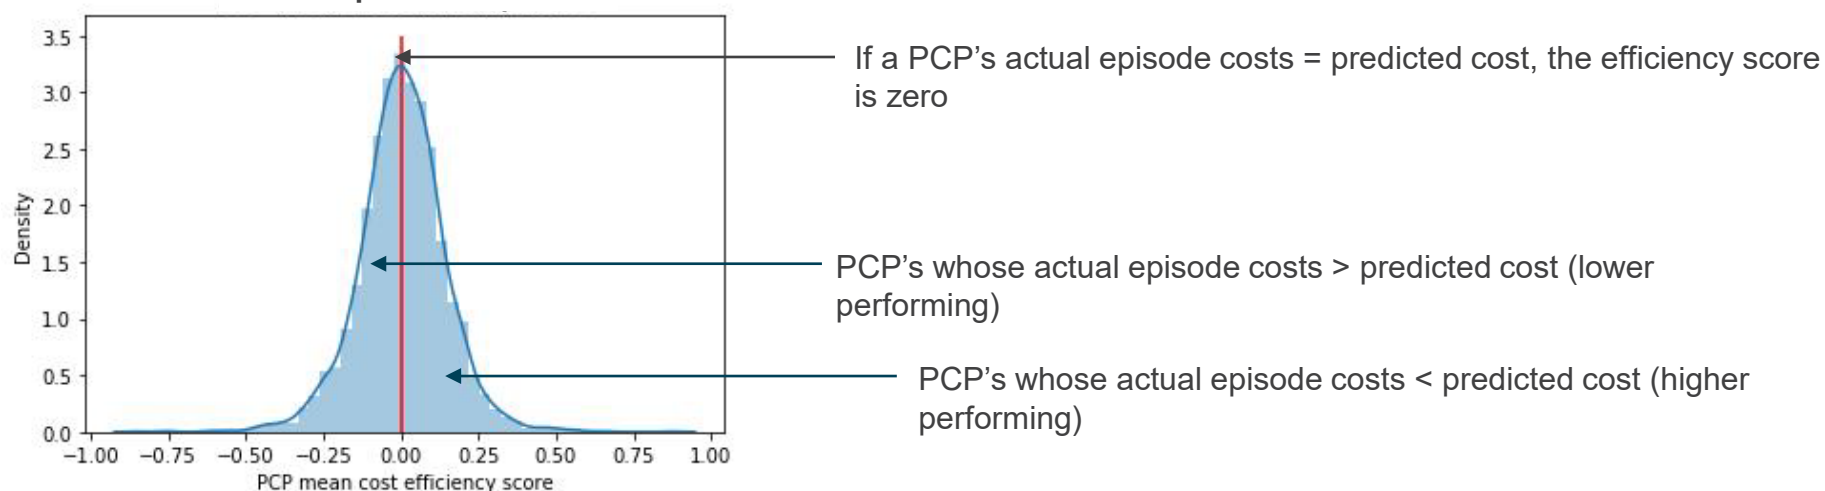 3.5
3.0
2.5
2.0
1.5
1.0
0.5
0.0
Density
−1.00 −0.75 −0.50 −0.25 0.00 0.25 0.50 0.75 1.00
PCP mean cost efficiency score
If a PCP's actual episode costs = predicted cost, the efficiency score
is zero
PCP's whose actual episode costs > predicted cost (lower
performing)
PCP's whose actual episode costs < predicted cost (higher
performing)